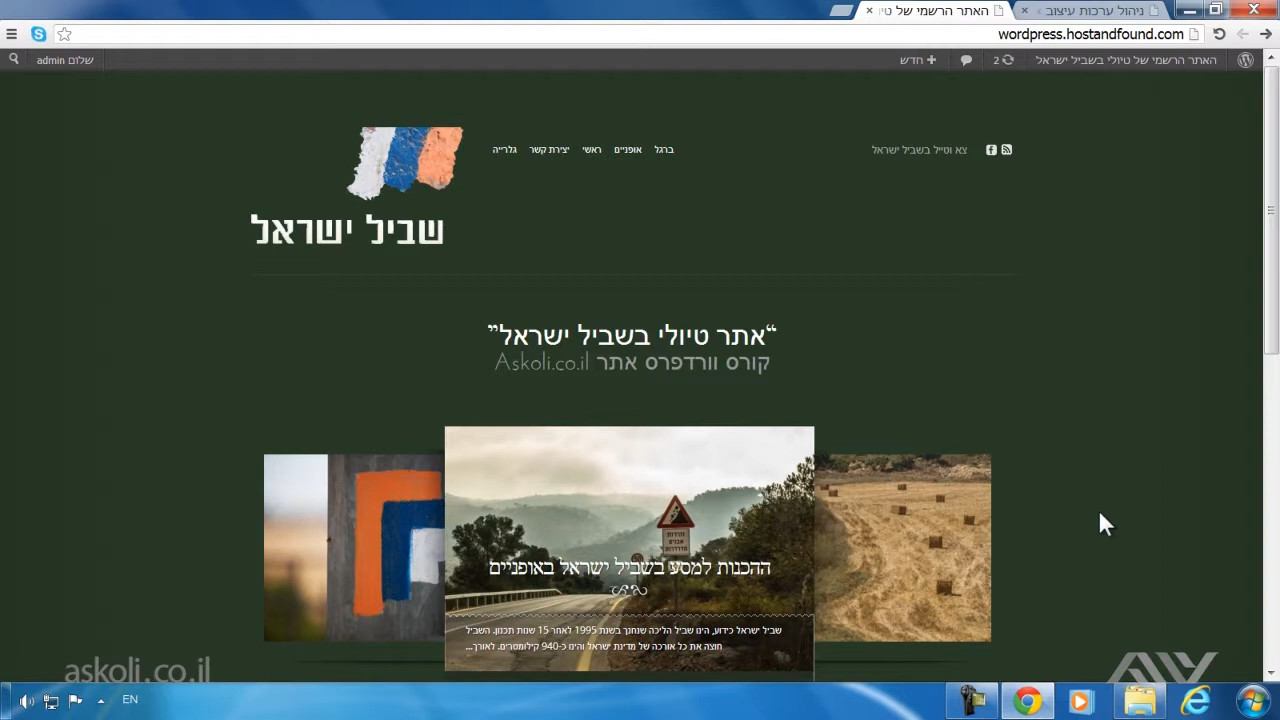 ניהול ערכות עיצוב
האתר הרשמי של טי
wordpress.hostandfound.com
האתר הרשמי של טיולי בשביל ישראל
2
חדש
שלום admin
צא וטייל בשביל ישראל
ברגל
אופניים
ראשי
יצירת קשר
גלרייה
שביל ישראל
“אתר טיולי בשביל ישראל”
קורס וורדפרס אתר Askoli.co.il
זהירות
אבנים
מדרדרות
ההכנות למסע בשביל ישראל באופניים
שביל ישראל כידוע, הינו שביל הליכה שנחנך בשנת 1995 לאחר 15 שנות תכנון. השביל
חוצה את כל אורכה של מדינת ישראל והינו כ-940 קילומטרים. לאורך...
askoli.co.il
EN